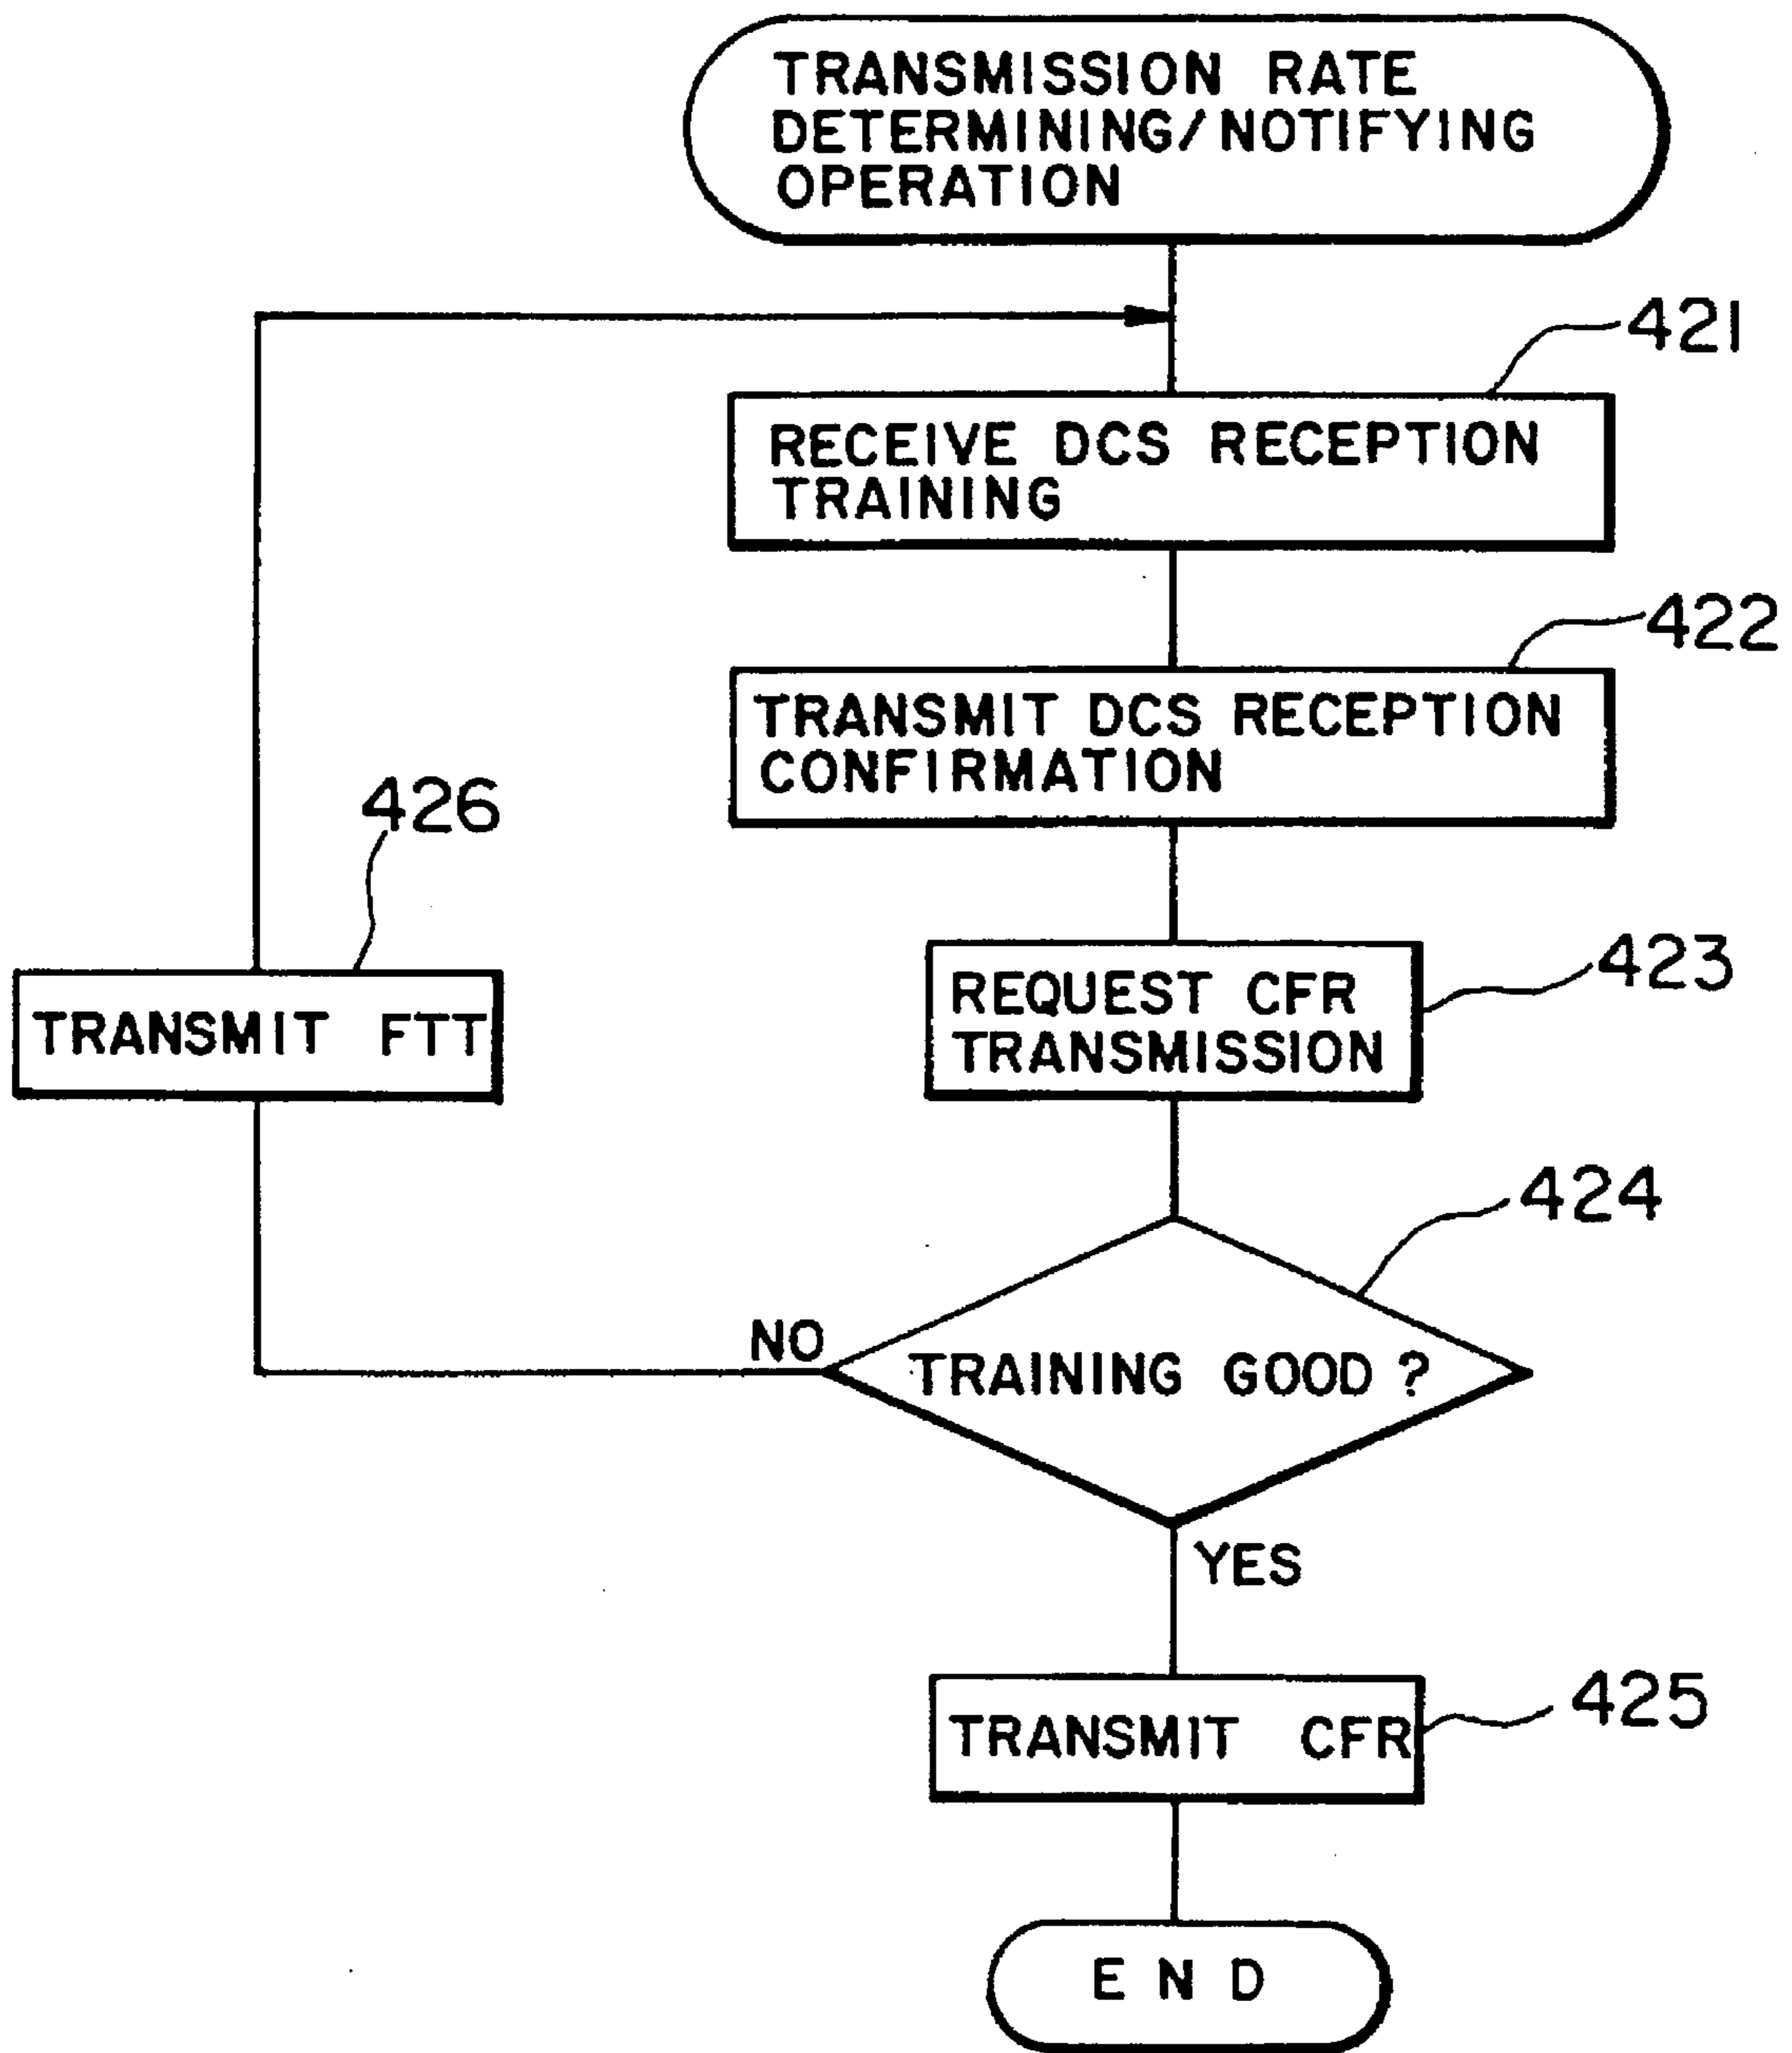 TRANSMISSION RATE
DETERMINING/NOTIFYING
OPERATION
421
RECEIVE DCS RECEPTION
TRAINING
422
TRANSMIT DCS RECEPTION
CONFIRMATION
426
423
TRANSMIT FTT
REQUEST CFR
TRANSMISSION
424
NO
TRAINING GOOD ?
YES
425
TRANSMIT CFR
END